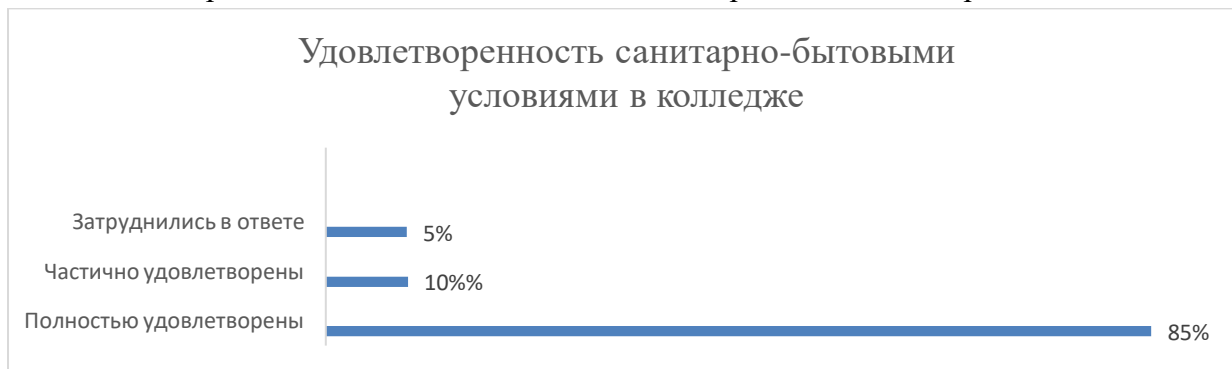 Удовлетворенность санитарно-бытовыми
условиями в колледже
Затруднились в ответе
5%
Частично удовлетворены
10%%
Полностью удовлетворены
85%